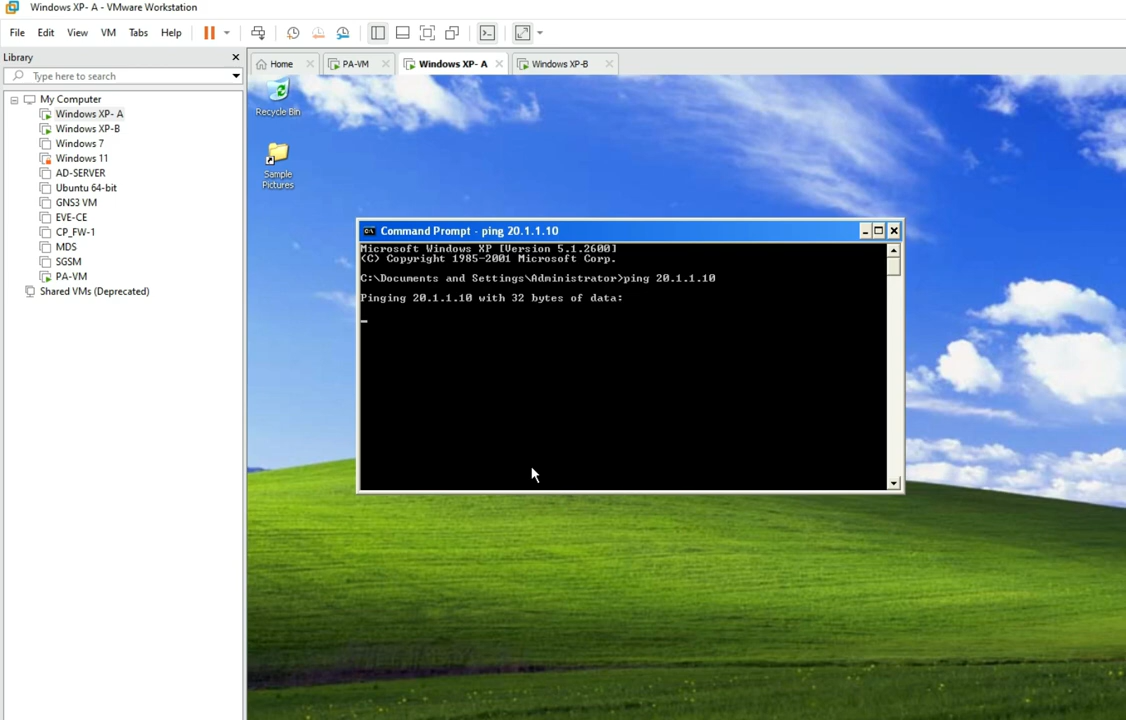 Windows XP- A - VMware Workstation
File Edit View VM Tabs Help
Library
Type here to search
My Computer
Windows XP- A
Windows XP-B
Windows 7
Windows 11
AD-SERVER
Ubuntu 64-bit
GNS3 VM
EVE-CE
CP_FW-1
MDS
SGSM
PA-VM
Shared VMs (Deprecated)
Home PA-VM Windows XP- A Windows XP-B
Recycle Bin
Sample
Pictures
Command Prompt - ping 20.1.1.10
Microsoft Windows XP [Version 5.1.2600]
(C) Copyright 1985-2001 Microsoft Corp.
C:\Documents and Settings\Administrator>ping 20.1.1.10
Pinging 20.1.1.10 with 32 bytes of data: